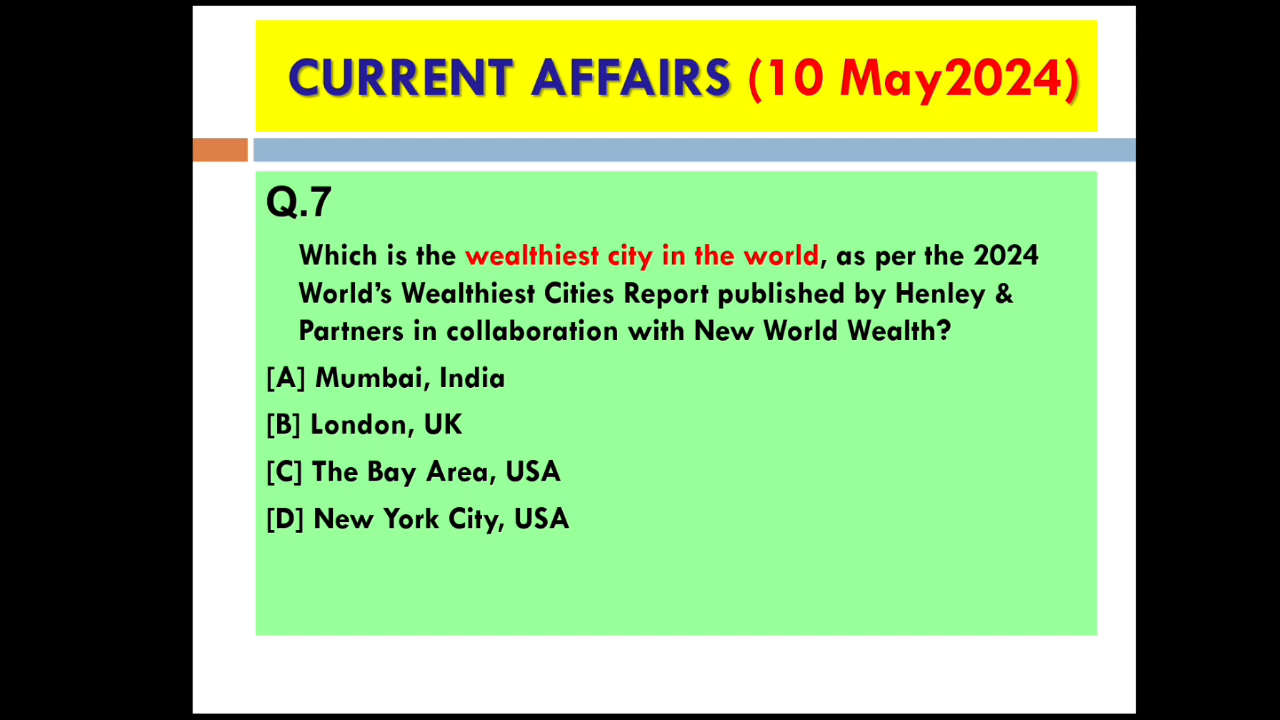 CURRENT AFFAIRS (10 May2024)
Q.7
Which is the wealthiest city in the world, as per the 2024
World’s Wealthiest Cities Report published by Henley &
Partners in collaboration with New World Wealth?
[A] Mumbai, India
[B] London, UK
[C] The Bay Area, USA
[D] New York City, USA